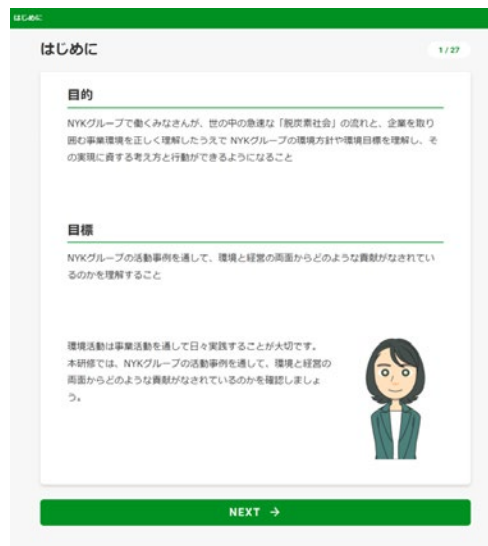 はじめに
はじめに
1 / 27
目的
NYKグループで働くみなさんが、世の中の急速な「脱炭素社会」の流れと、企業を取り
囲む事業環境を正しく理解したうえで NYKグループの環境方針や環境目標を理解し、そ
の実現に資する考え方と行動ができるようになること
目標
NYKグループの活動事例を通して、環境と経営の両面からどのような貢献がなされてい
るのかを理解すること
環境活動は事業活動を通して日々実践することが大切です。
本研修では、NYKグループの活動事例を通して、環境と経営の
両面からどのような貢献がなされているのかを確認しましょ
う。
NEXT →